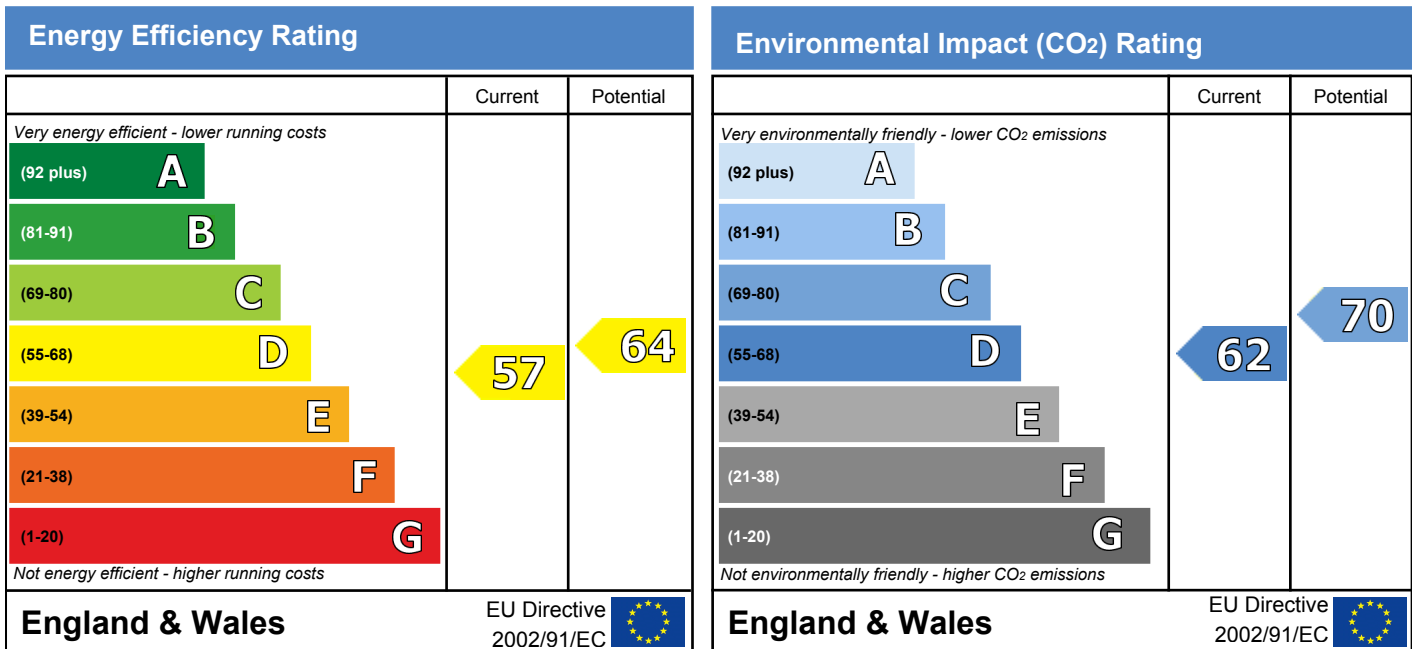 Energy Efficiency Rating
Current Potential
Very energy efficient - lower running costs
(92 plus) A
(81-91) B
(69-80) C
(55-68) D
(39-54) E
(21-38) F
(1-20) G
57
64
Not energy efficient - higher running costs
England & Wales
EU Directive
2002/91/EC
Environmental Impact (CO2) Rating
Current Potential
Very environmentally friendly - lower CO2 emissions
(92 plus) A
(81-91) B
(69-80) C
(55-68) D
(39-54) E
(21-38) F
(1-20) G
62
70
Not environmentally friendly - higher CO2 emissions
England & Wales
EU Directive
2002/91/EC